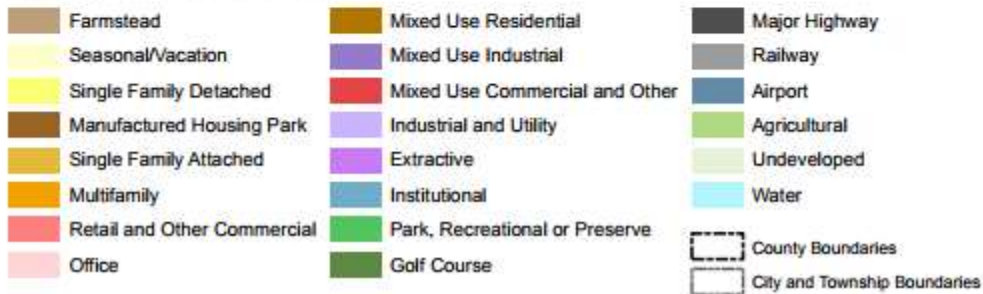 Farmstead
Seasonal/Vacation
Single Family Detached
Manufactured Housing Park
Single Family Attached
Multifamily
Retail and Other Commercial
Office
Mixed Use Residential
Mixed Use Industrial
Mixed Use Commercial and Other
Industrial and Utility
Extractive
Institutional
Park, Recreational or Preserve
Golf Course
Major Highway
Railway
Airport
Agricultural
Undeveloped
Water
County Boundaries
City and Township Boundaries